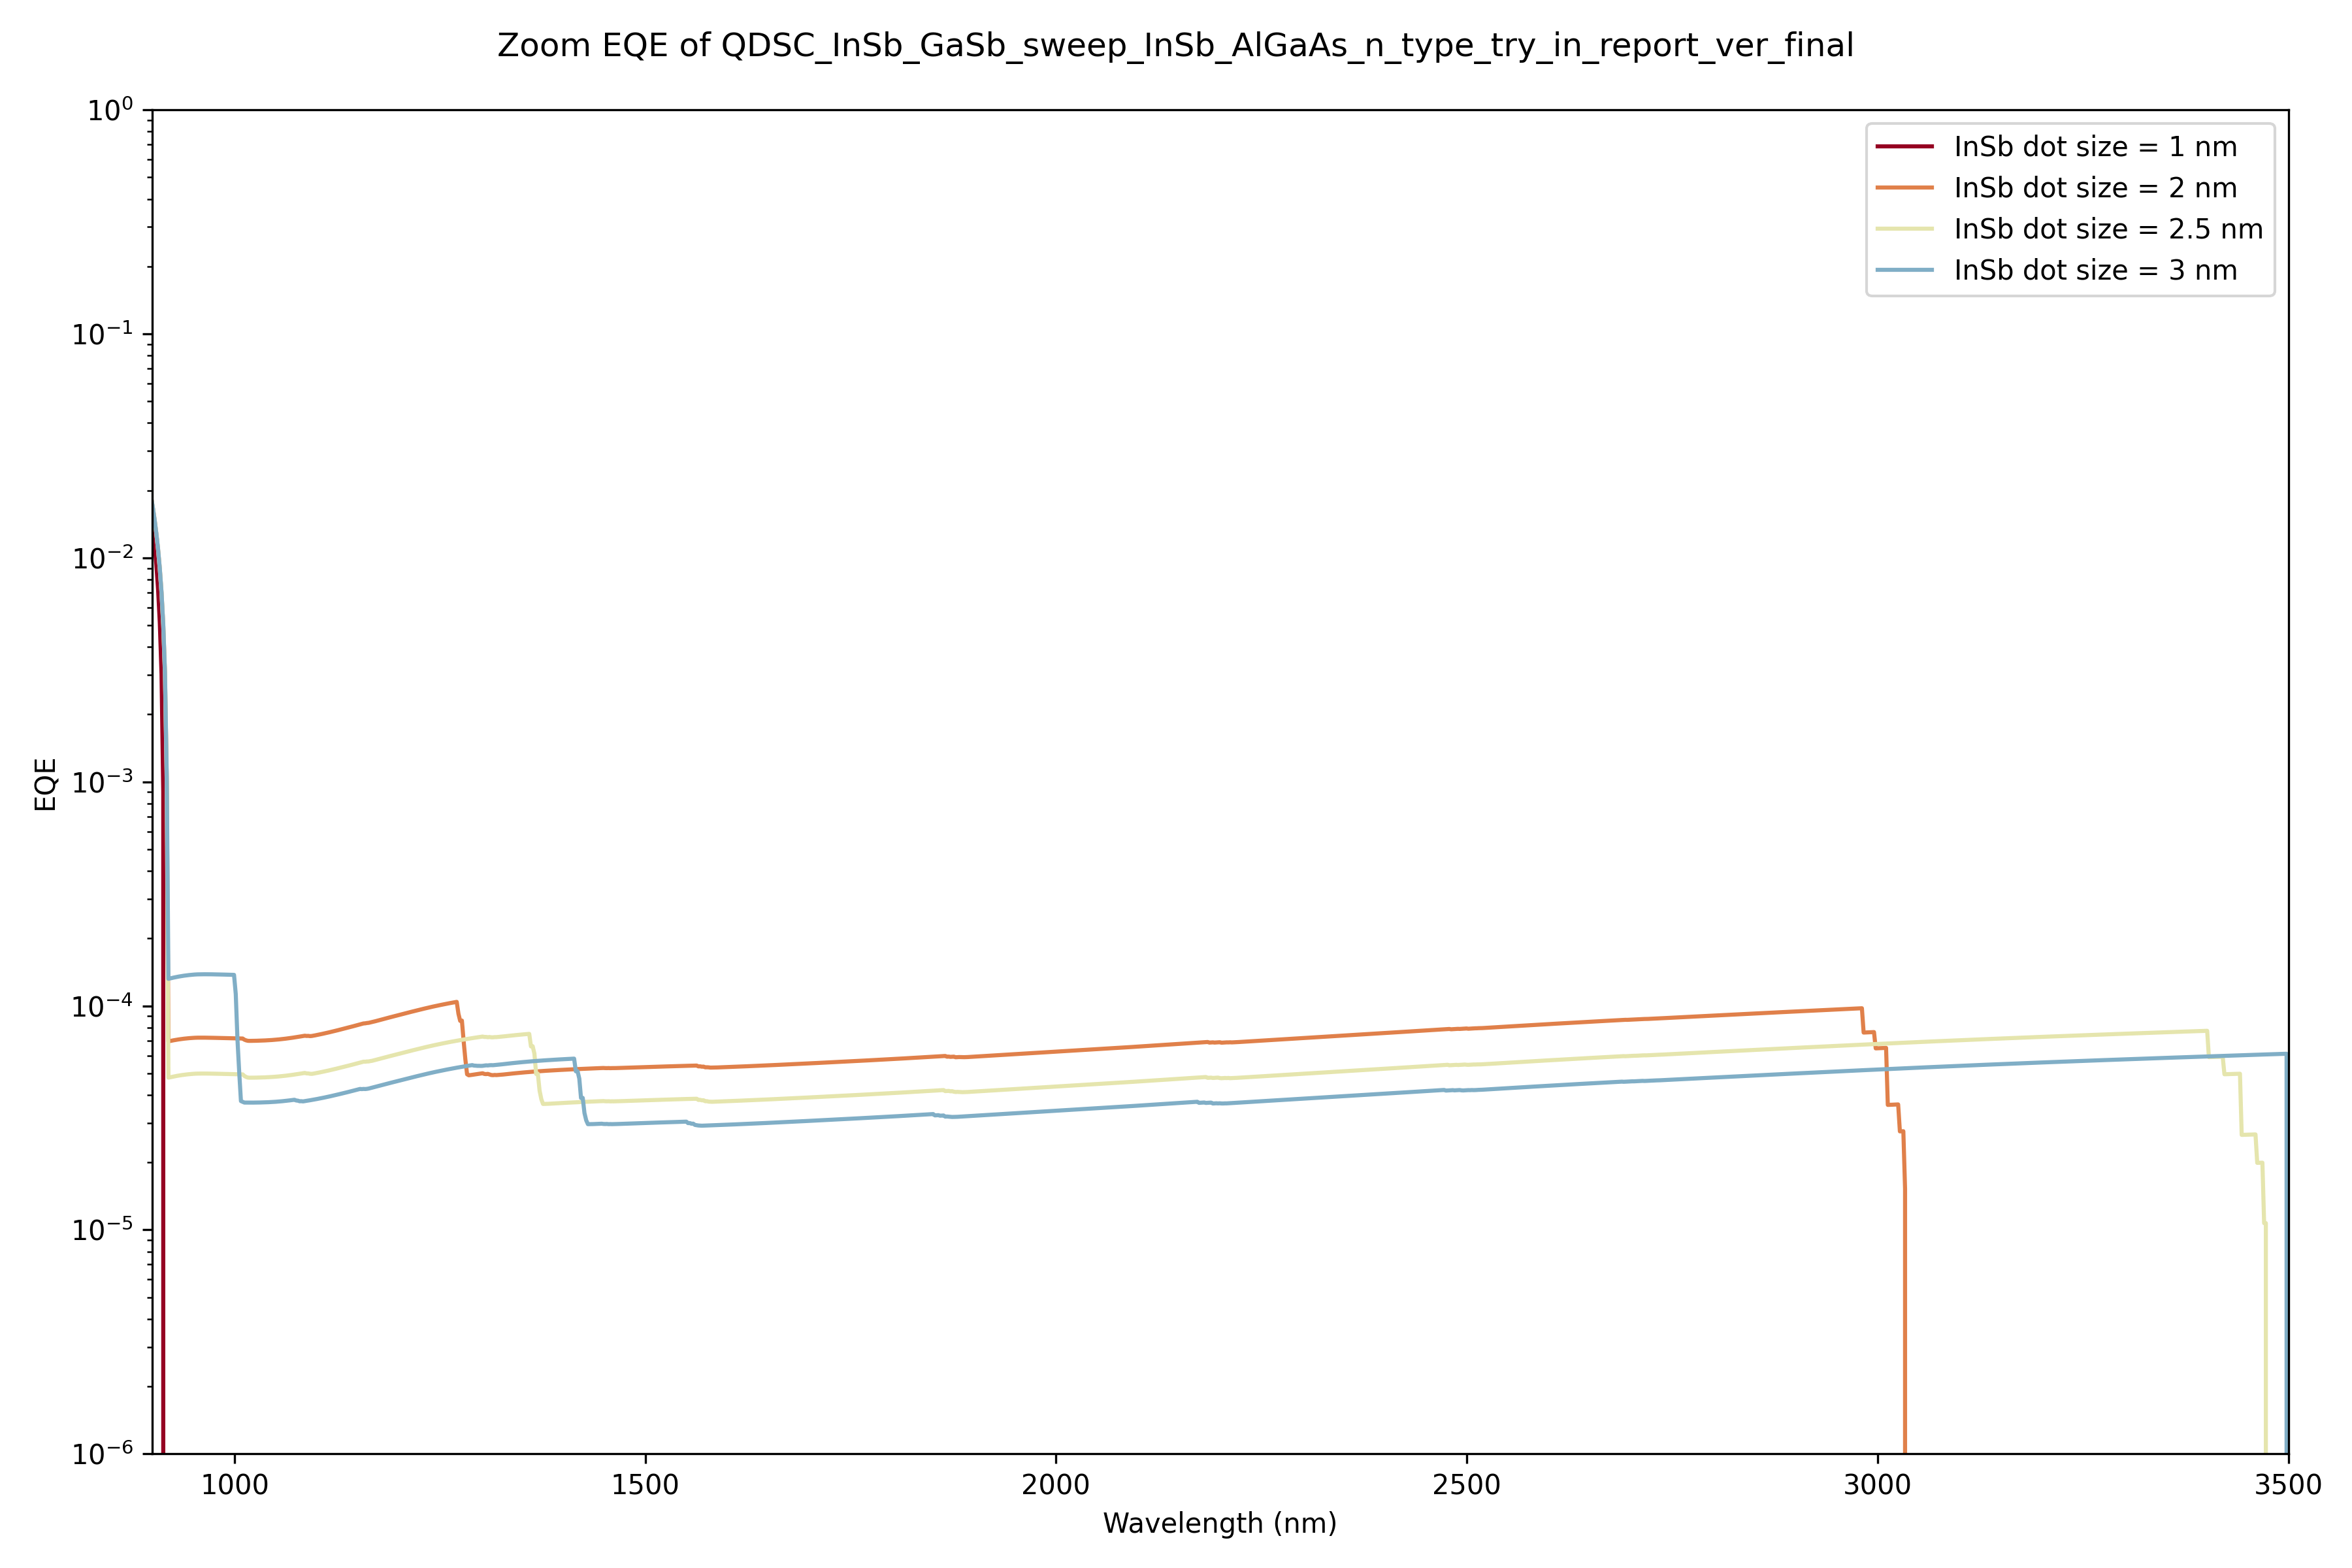 Zoom EQE of QDSC_InSb_GaSb_sweep_InSb_AlGaAs_n_type_try_in_report_ver_final
10⁰
10⁻¹
10⁻²
10⁻³
10⁻⁴
10⁻⁵
10⁻⁶
EQE
InSb dot size = 1 nm
InSb dot size = 2 nm
InSb dot size = 2.5 nm
InSb dot size = 3 nm
1000 1500 2000 2500 3000 3500
Wavelength (nm)